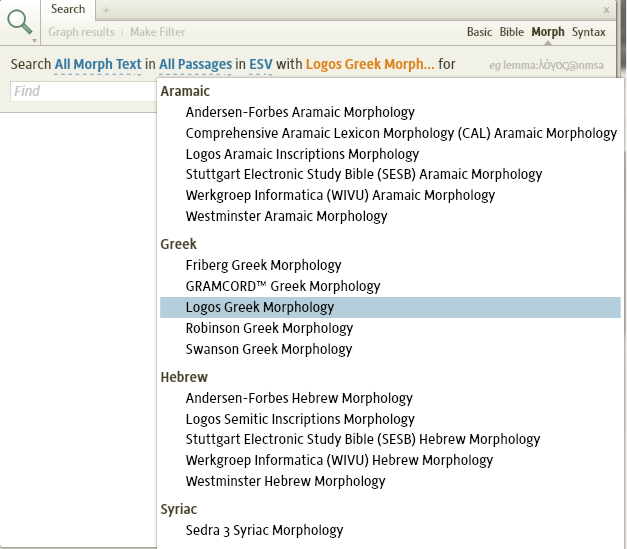 Search + x
Graph results | Make Filter Basic Bible Morph Syntax
Search All Morph Text in All Passages in ESV with Logos Greek Morph... for eg lemma:λόγος@nmsa
Find
Aramaic
Andersen-Forbes Aramaic Morphology
Comprehensive Aramaic Lexicon Morphology (CAL) Aramaic Morphology
Logos Aramaic Inscriptions Morphology
Stuttgart Electronic Study Bible (SESB) Aramaic Morphology
Werkgroep Informatica (WIVU) Aramaic Morphology
Westminster Aramaic Morphology
Greek
Friberg Greek Morphology
GRAMCORD™ Greek Morphology
Logos Greek Morphology
Robinson Greek Morphology
Swanson Greek Morphology
Hebrew
Andersen-Forbes Hebrew Morphology
Logos Semitic Inscriptions Morphology
Stuttgart Electronic Study Bible (SESB) Hebrew Morphology
Werkgroep Informatica (WIVU) Hebrew Morphology
Westminster Hebrew Morphology
Syriac
Sedra 3 Syriac Morphology